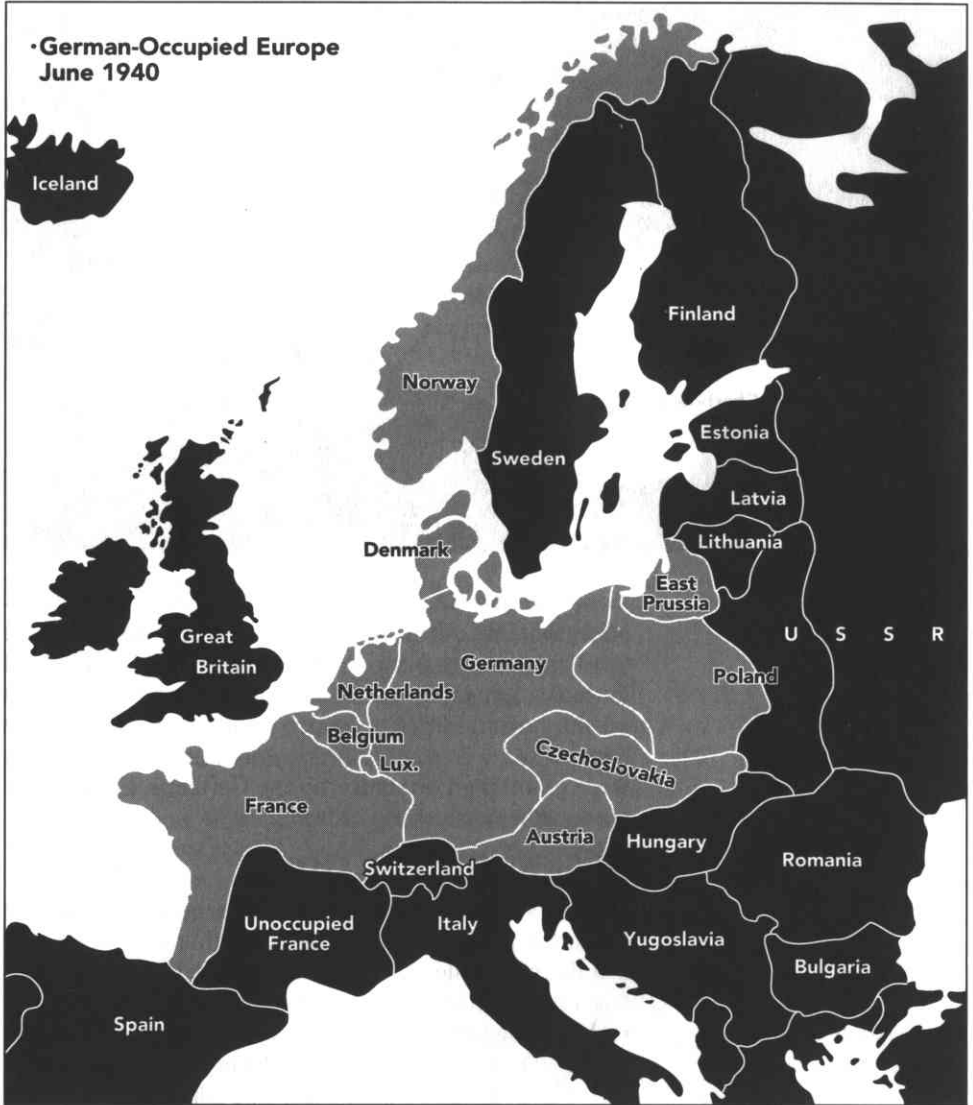 ·German-Occupied Europe
June 1940
Iceland
Finland
Norway
Estonia
Sweden
Latvia
Lithuania
Denmark
East
Prussia
U S S R
Great
Britain
Germany
Poland
Netherlands
Belgium
Lux.
Czechoslovakia
France
Austria
Hungary
Switzerland
Romania
Unoccupied
France
Italy
Yugoslavia
Bulgaria
Spain